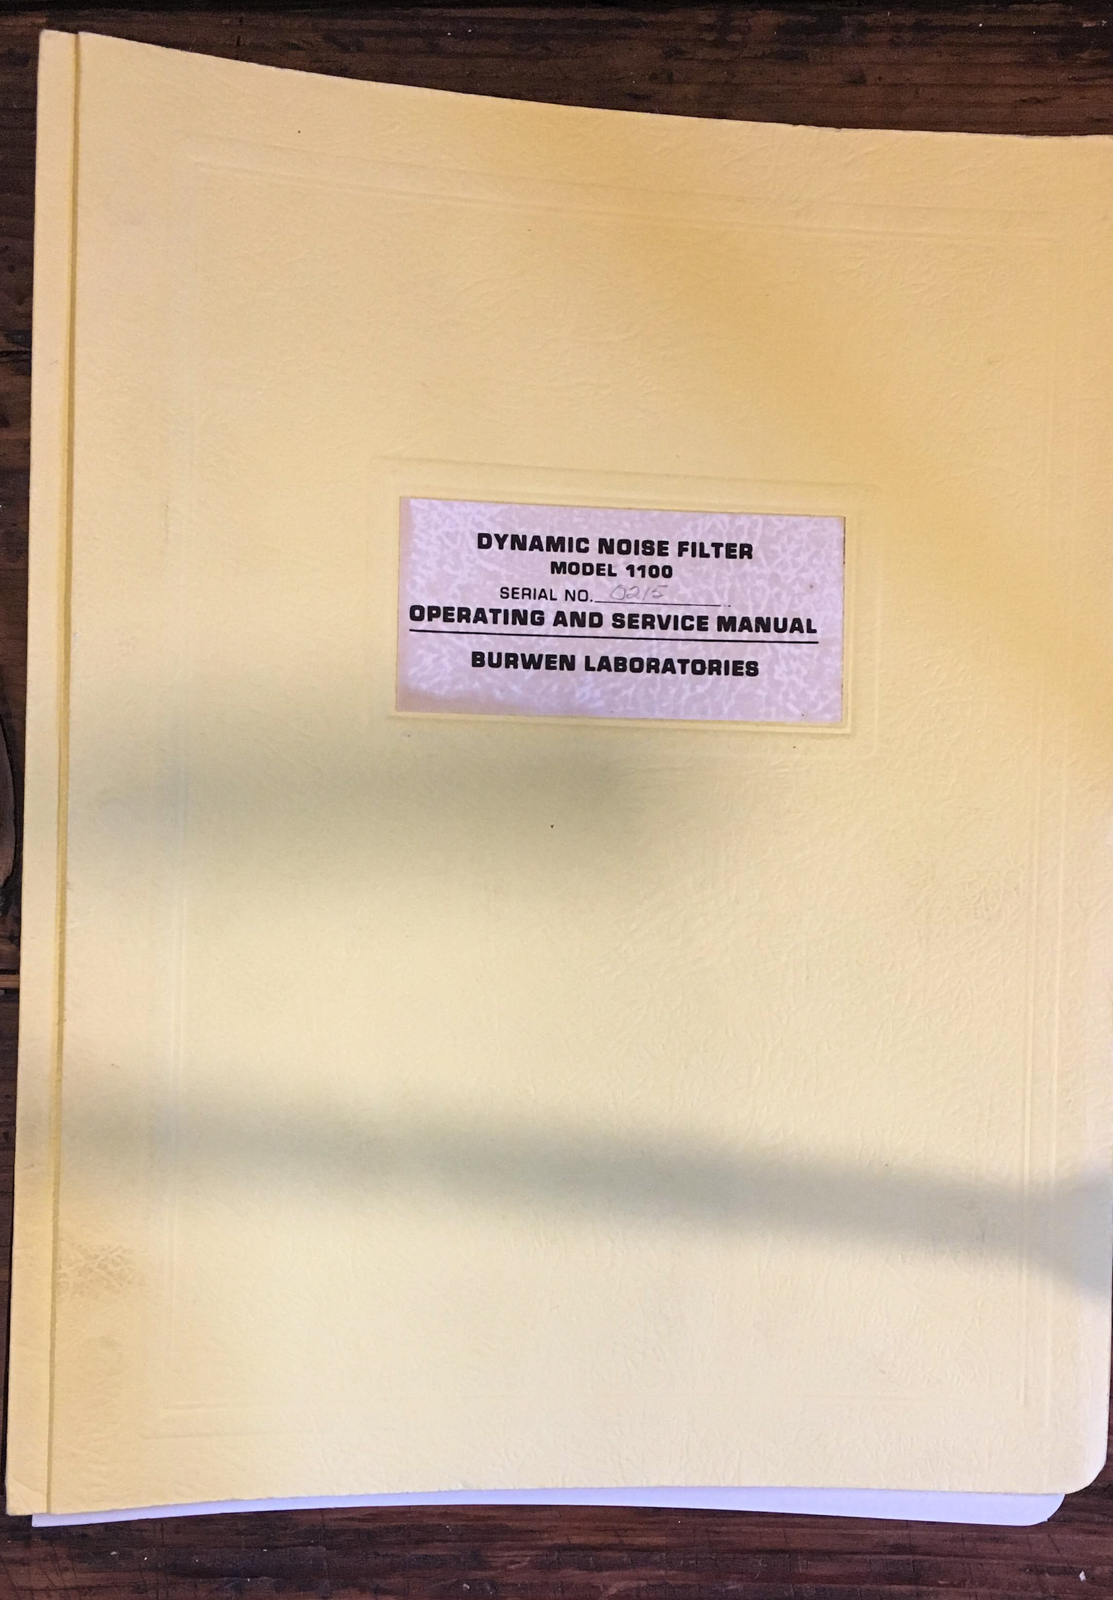 DYNAMIC NOISE FILTER
MODEL 1100
SERIAL NO. 0215
OPERATING AND SERVICE MANUAL
BURWEN LABORATORIES